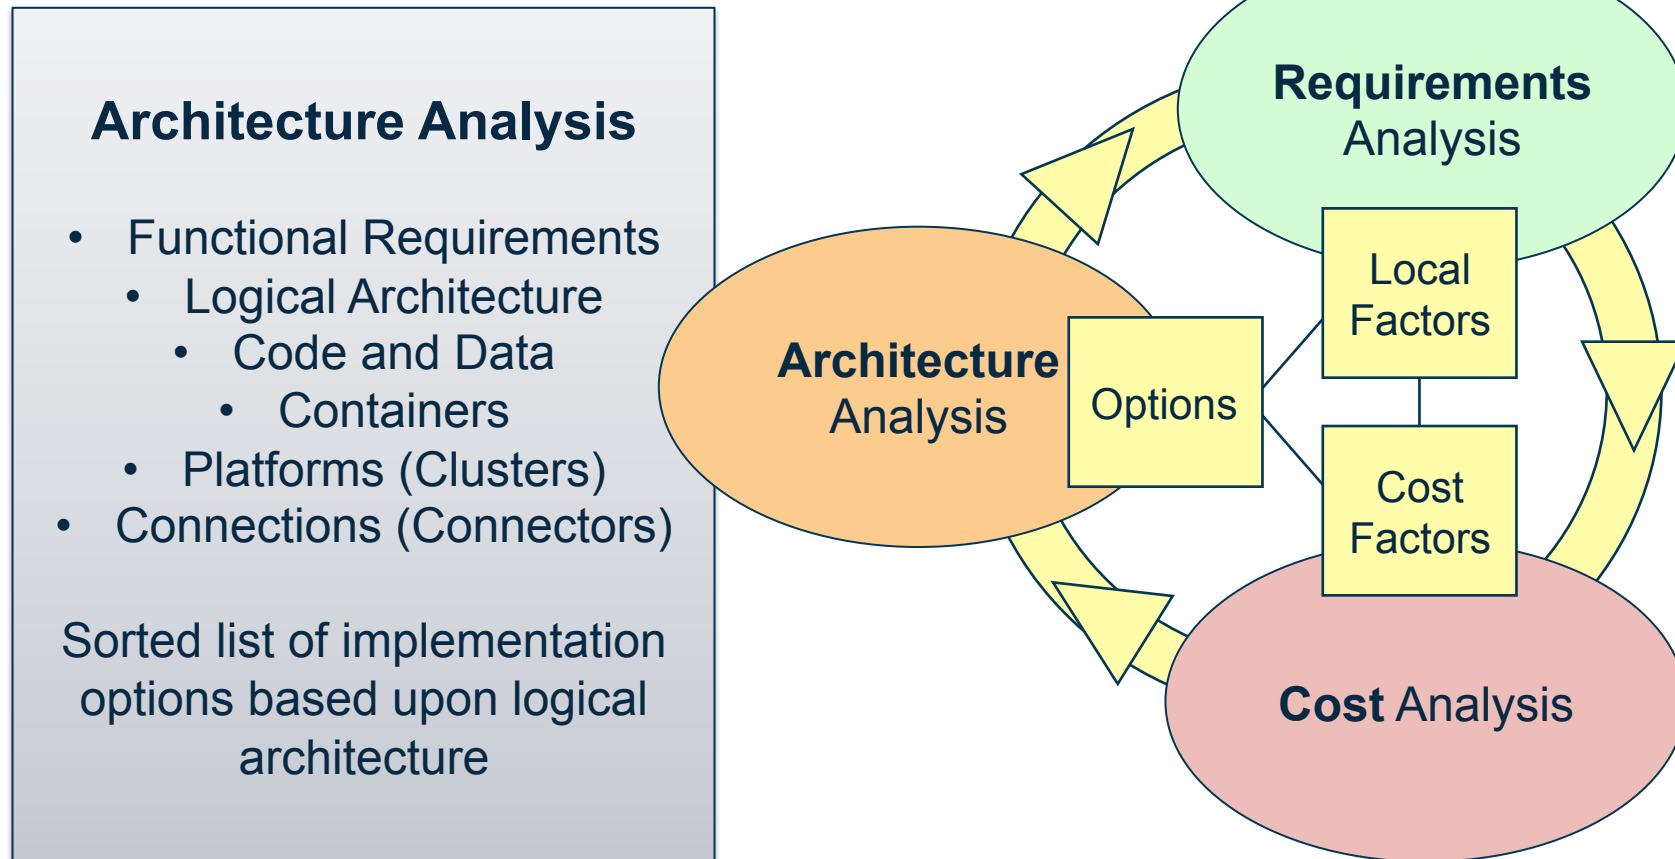 Architecture Analysis
• Functional Requirements
• Logical Architecture
• Code and Data
• Containers
• Platforms (Clusters)
• Connections (Connectors)
Sorted list of implementation
options based upon logical
architecture
Requirements
Analysis
Local
Factors
Architecture
Analysis
Options
Cost
Factors
Cost Analysis